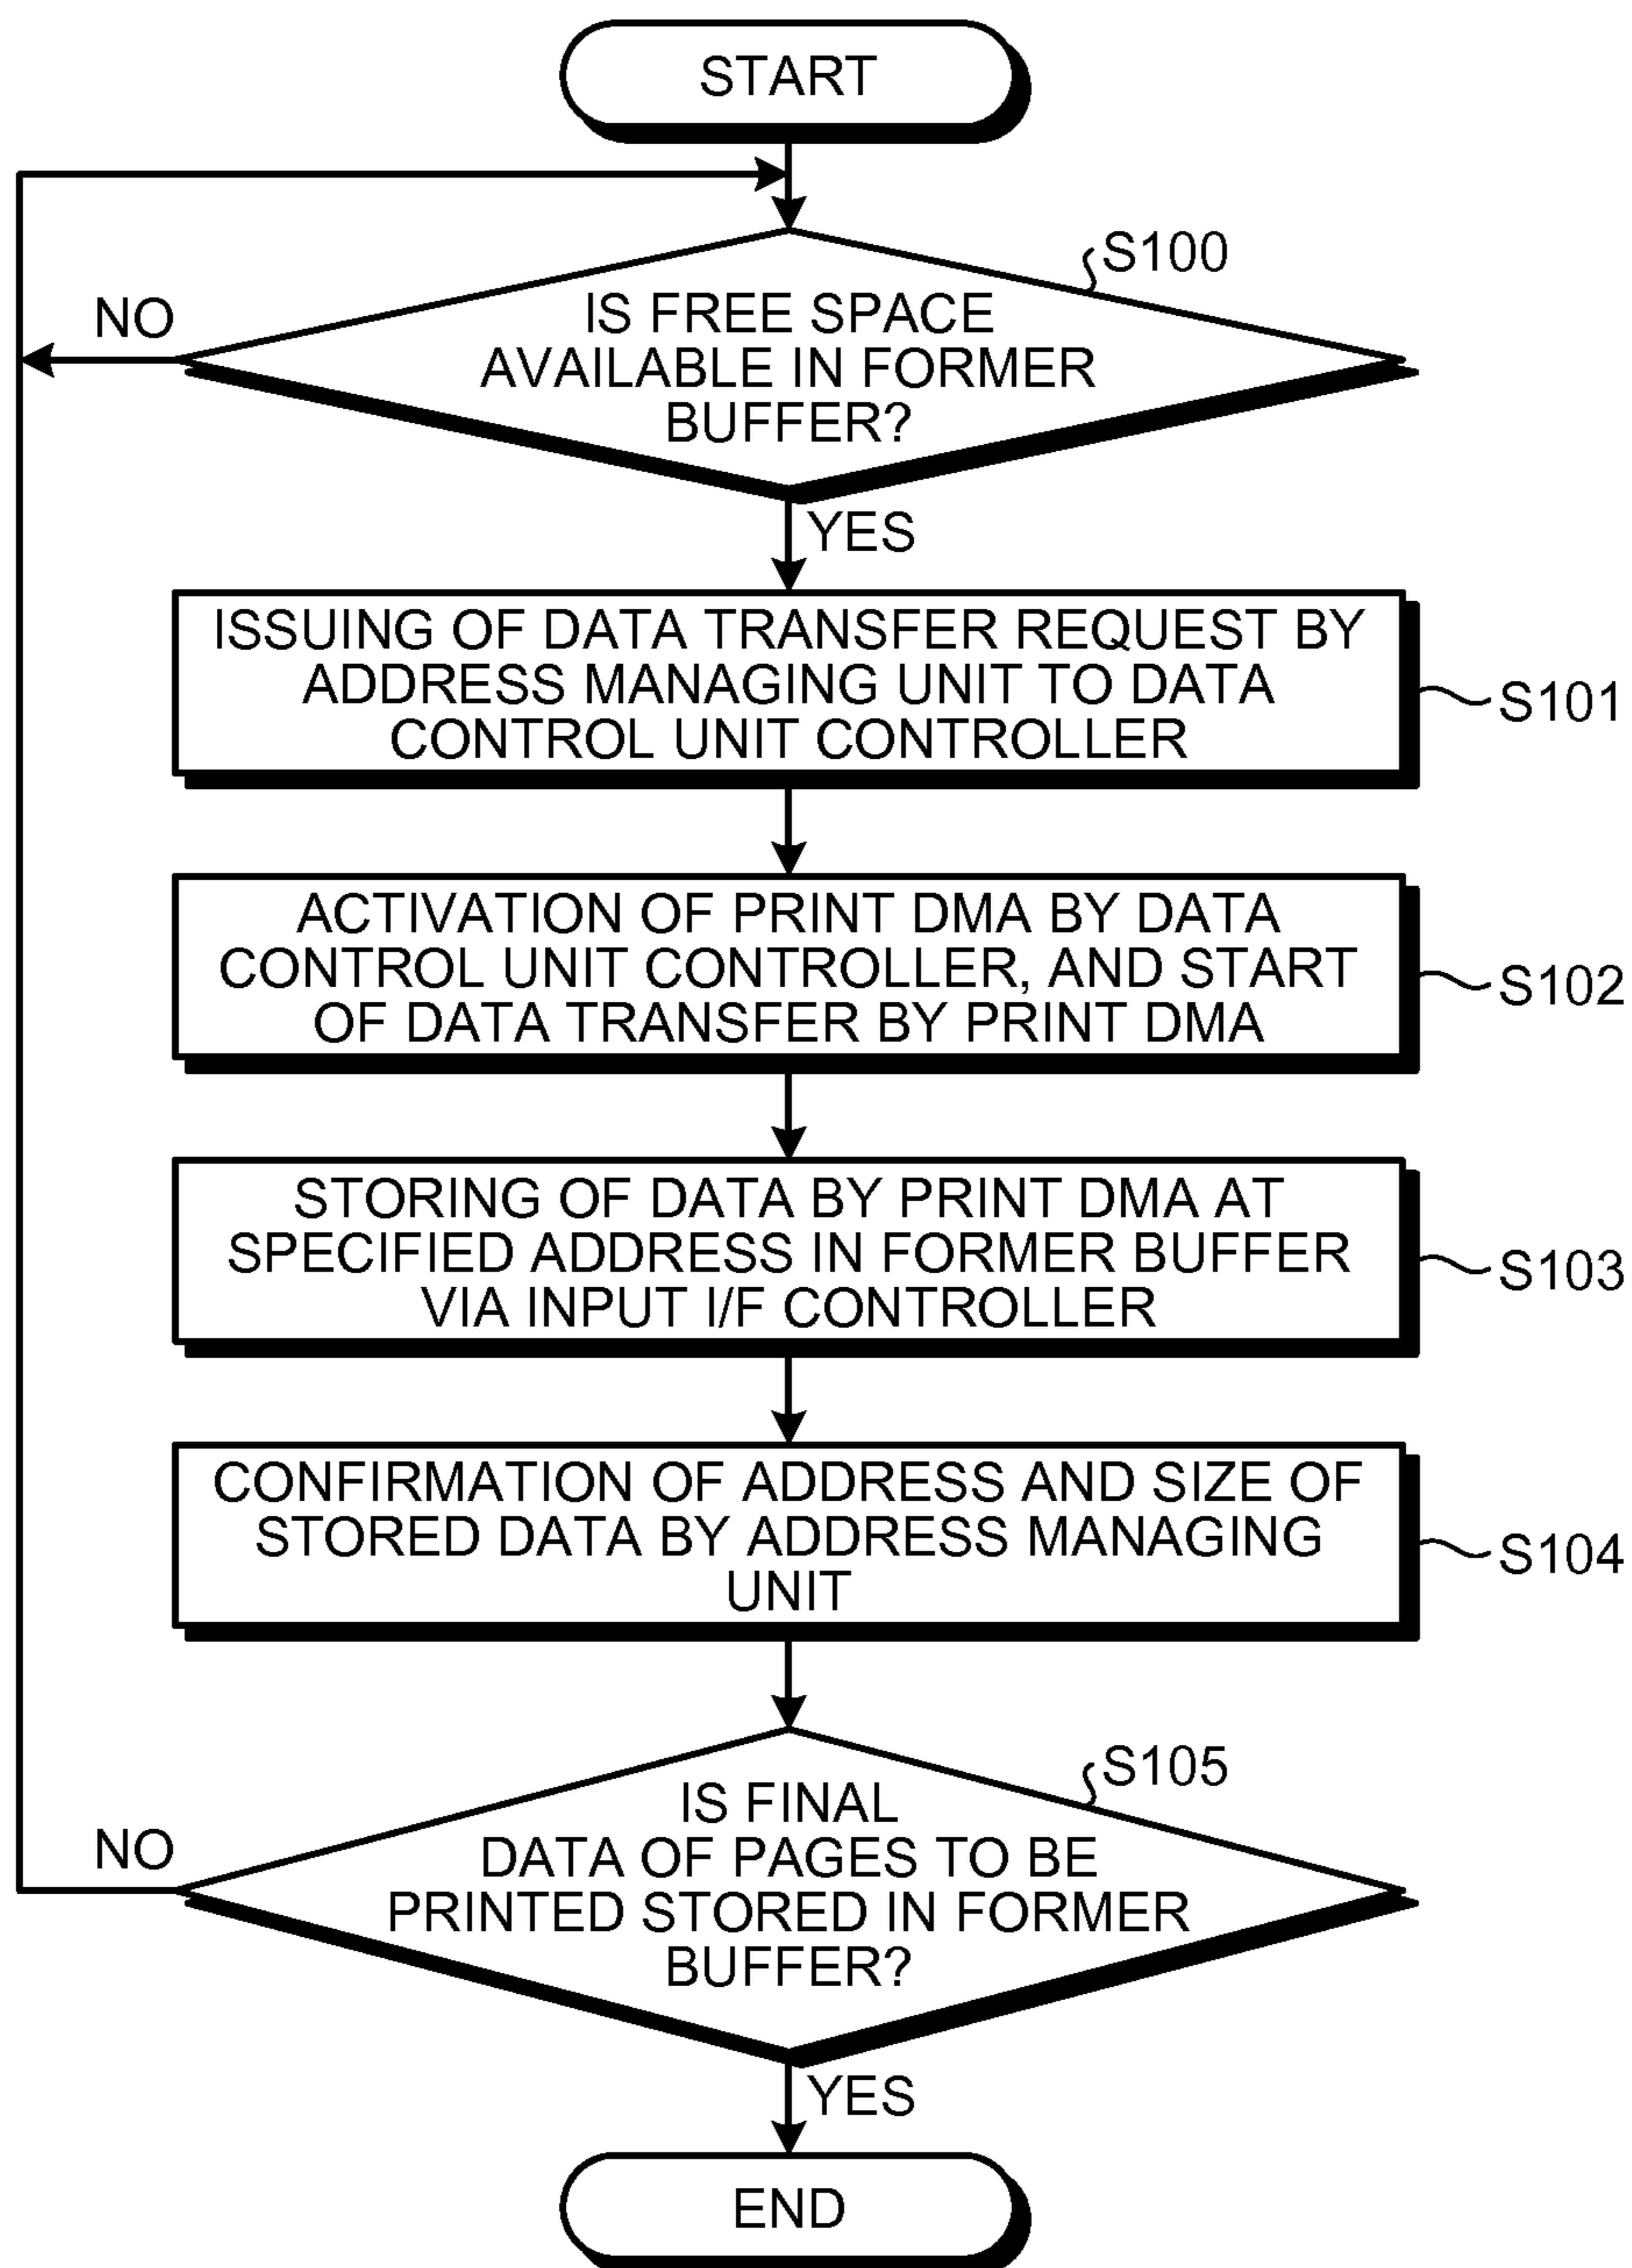 START
S100
IS FREE SPACE
AVAILABLE IN FORMER
BUFFER?
NO
YES
ISSUING OF DATA TRANSFER REQUEST BY
ADDRESS MANAGING UNIT TO DATA
CONTROL UNIT CONTROLLER
S101
ACTIVATION OF PRINT DMA BY DATA
CONTROL UNIT CONTROLLER, AND START
OF DATA TRANSFER BY PRINT DMA
S102
STORING OF DATA BY PRINT DMA AT
SPECIFIED ADDRESS IN FORMER BUFFER
VIA INPUT I/F CONTROLLER
S103
CONFIRMATION OF ADDRESS AND SIZE OF
STORED DATA BY ADDRESS MANAGING
UNIT
S104
S105
IS FINAL
DATA OF PAGES TO BE
PRINTED STORED IN FORMER
BUFFER?
NO
YES
END